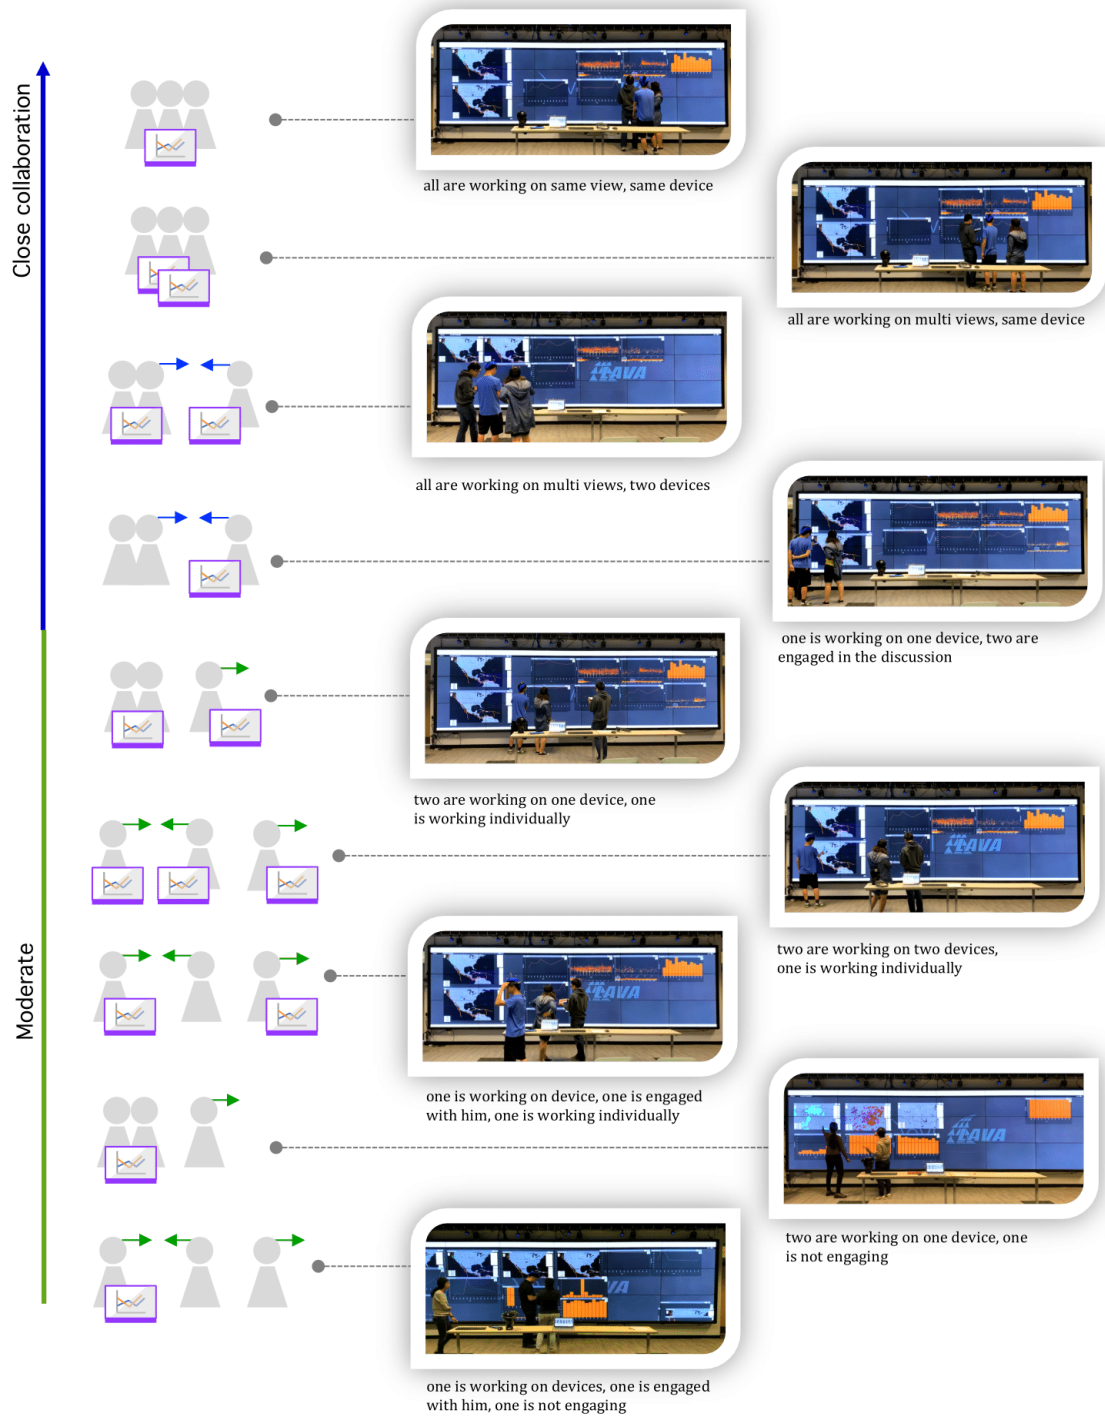 Close collaboration
all are working on same view, same device
all are working on multi views, same device
LAVA
all are working on multi views, two devices
one is working on one device, two are
engaged in the discussion
two are working on one device, one
is working individually
LAVA
Moderate
two are working on two devices,
one is working individually
LAVA
one is working on device, one is engaged
with him, one is working individually
LAVA
two are working on one device, one
is not engaging
VA
one is working on devices, one is engaged
with him, one is not engaging